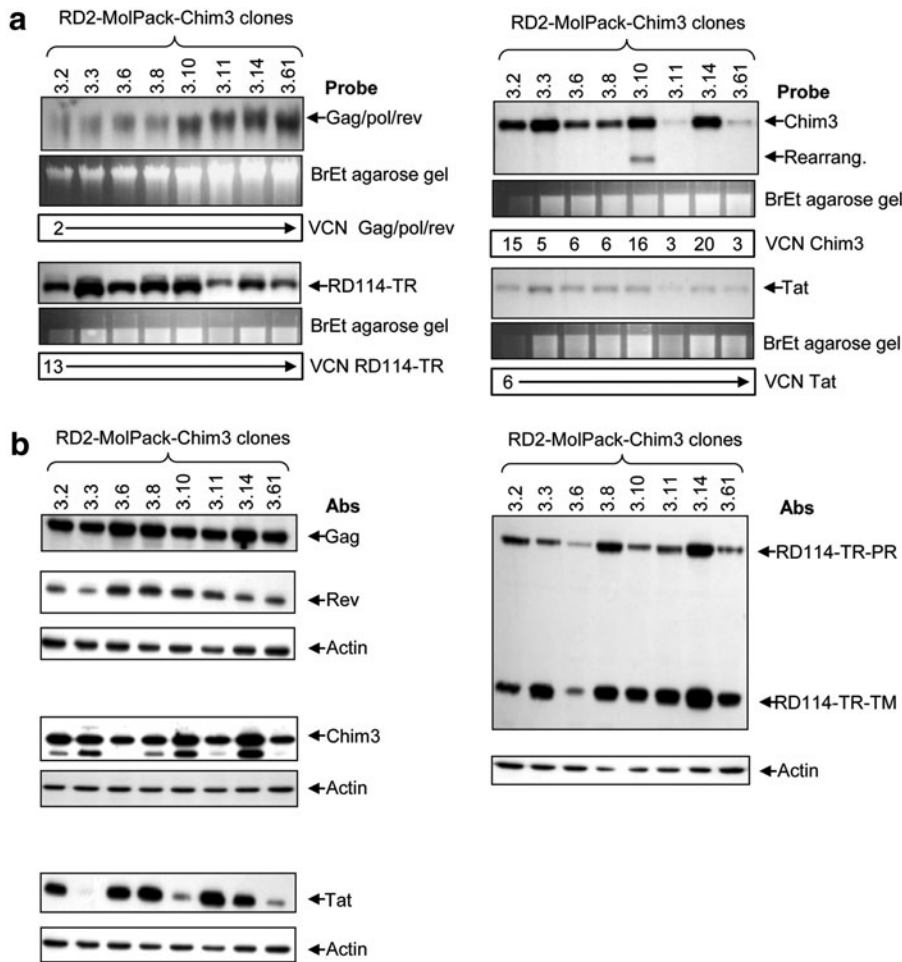 a
RD2-MolPack-Chim3 clones
3.2 3.3 3.6 3.8 3.10 3.11 3.14 3.61
Probe
Gag/pol/rev
BrEt agarose gel
2 VCN Gag/pol/rev
RD114-TR
BrEt agarose gel
13 VCN RD114-TR
RD2-MolPack-Chim3 clones
3.2 3.3 3.6 3.8 3.10 3.11 3.14 3.61
Probe
Chim3
Rearrang.
BrEt agarose gel
15 5 6 6 16 3 20 3 VCN Chim3
Tat
BrEt agarose gel
6 VCN Tat
b
RD2-MolPack-Chim3 clones
3.2 3.3 3.6 3.8 3.10 3.11 3.14 3.61
Abs
Gag
Rev
Actin
Chim3
Actin
Tat
Actin
RD2-MolPack-Chim3 clones
3.2 3.3 3.6 3.8 3.10 3.11 3.14 3.61
Abs
RD114-TR-PR
RD114-TR-TM
Actin